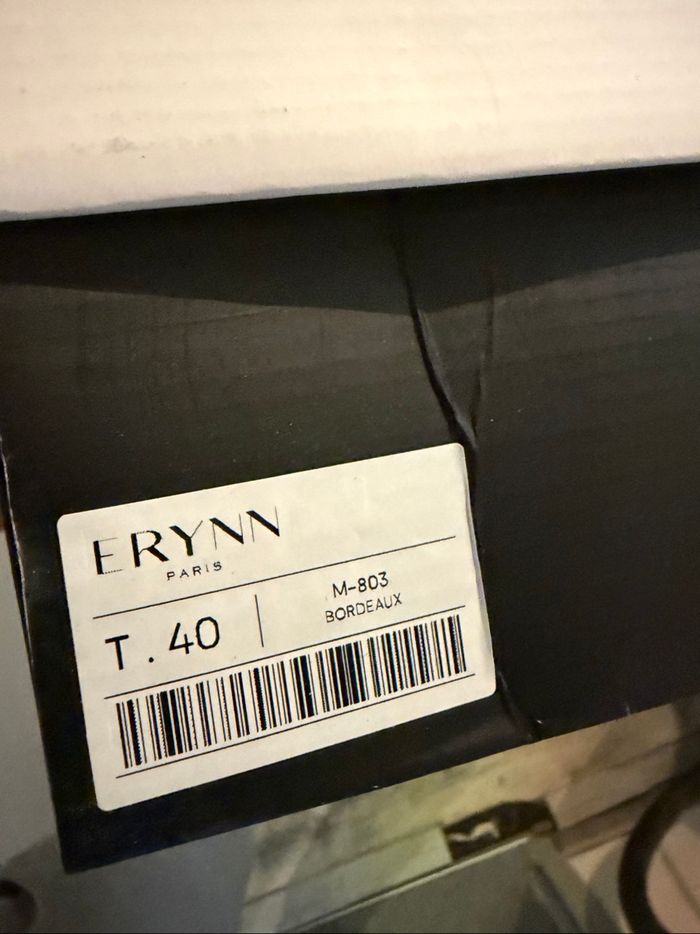 ERYNN
PARIS
T . 40
M-803
BORDEAUX